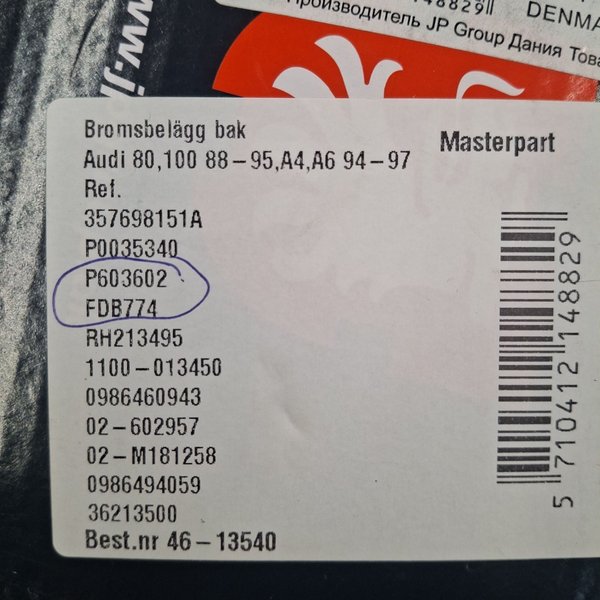 www.j
48829
DENMA
Производитель JP Group Дания Това
Bromsbelägg bak
Masterpart
Audi 80,100 88-95,A4,A6 94-97
Ref.
357698151A
P0035340
P603602
FDB774
RH213495
1100-013450
0986460943
02-602957
02-M181258
0986494059
36213500
Best.nr 46-13540
5 710412 148829